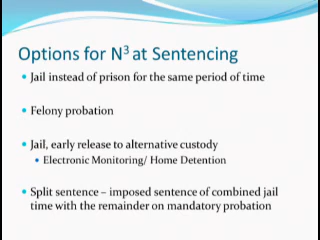 Options for N³ at Sentencing
Jail instead of prison for the same period of time
Felony probation
Jail, early release to alternative custody
Electronic Monitoring/ Home Detention
Split sentence – imposed sentence of combined jail
time with the remainder on mandatory probation